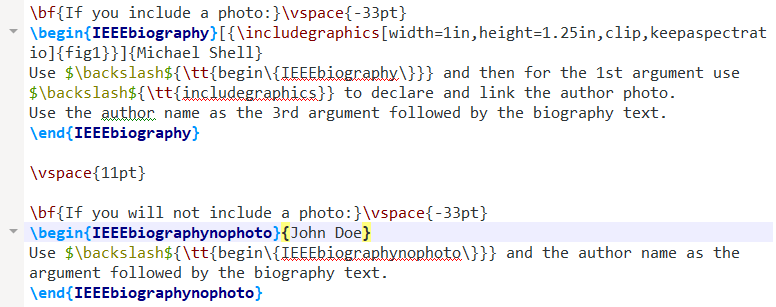 \bf{If you include a photo:}\vspace{-33pt}
\begin{IEEEbiography}[{\includegraphics[width=1in,height=1.25in,clip,keepaspectrat
io]{fig1}}]{Michael Shell}
Use $\backslash${\tt{begin\{IEEEbiography\}}} and then for the 1st argument use
$\backslash${\tt{includegraphics}} to declare and link the author photo.
Use the author name as the 3rd argument followed by the biography text.
\end{IEEEbiography}
\vspace{11pt}
\bf{If you will not include a photo:}\vspace{-33pt}
\begin{IEEEbiographynophoto}{John Doe}
Use $\backslash${\tt{begin\{IEEEbiographynophoto\}}} and the author name as the
argument followed by the biography text.
\end{IEEEbiographynophoto}